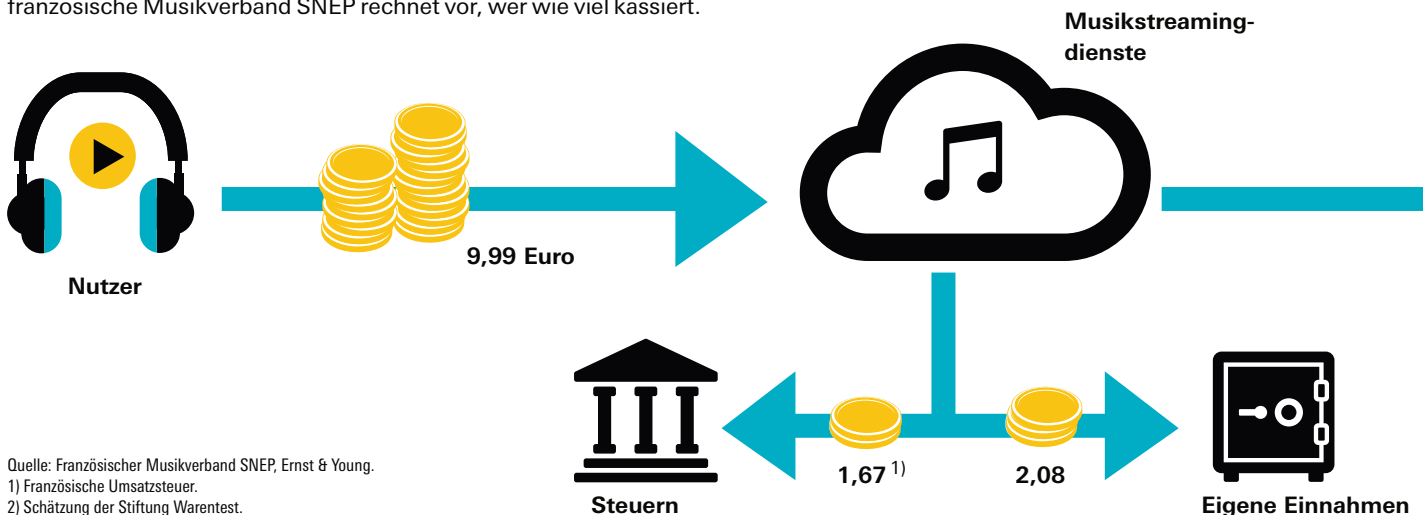 französische Musikverband SNEP rechnet vor, wer wie viel kassiert.
Musikstreaming-
dienste
9,99 Euro
Nutzer
1,67 1)
2,08
Steuern
Eigene Einnahmen
Quelle: Französischer Musikverband SNEP, Ernst & Young.
1) Französische Umsatzsteuer.
2) Schätzung der Stiftung Warentest.